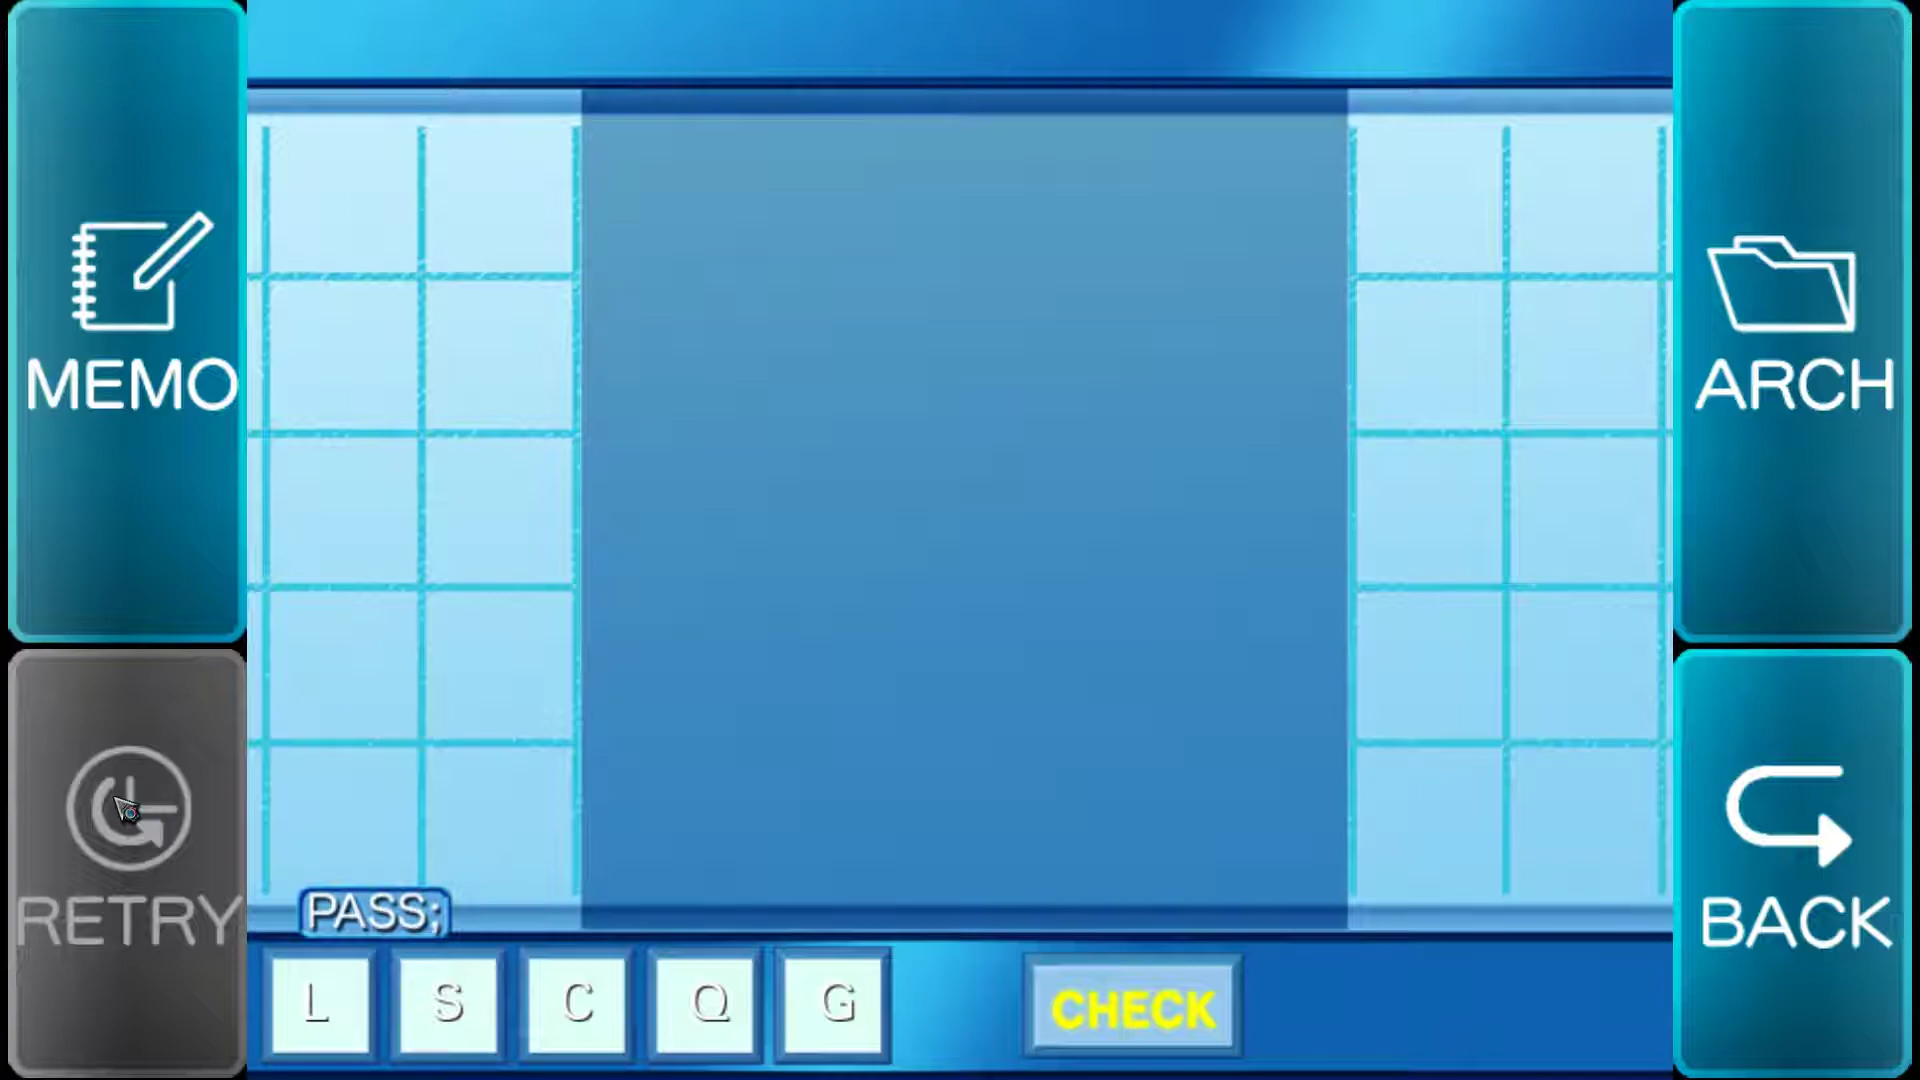 MEMO
ARCH
RETRY
BACK
PASS;
L S C Q G
CHECK